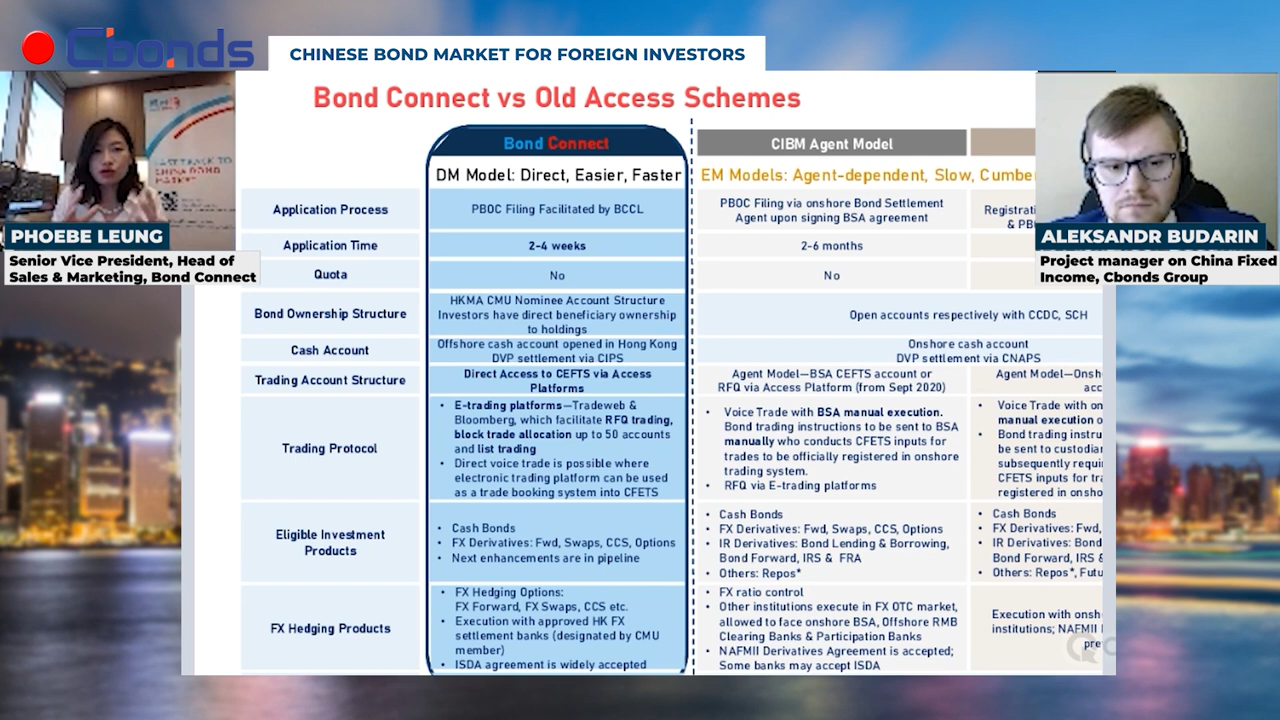 Cbonds
CHINESE BOND MARKET FOR FOREIGN INVESTORS
PHOEBE LEUNG
Senior Vice President, Head of
Sales & Marketing, Bond Connect
ALEKSANDR BUDARIN
Project manager on China Fixed
Income, Cbonds Group
Bond Connect vs Old Access Schemes
Bond Connect
CIBM Agent Model
DM Model: Direct, Easier, Faster
EM Models: Agent-dependent, Slow, Cumbe
Application Process
PBOC Filing Facilitated by BCCL
PBOC Filing via onshore Bond Settlement
Agent upon signing BSA agreement
Registrati
& PB
Application Time
2-4 weeks
2-6 months
Quota
No
No
Bond Ownership Structure
HKMA CMU Nominee Account Structure
Investors have direct beneficiary ownership
to holdings
Open accounts respectively with CCDC, SCH
Cash Account
Offshore cash account opened in Hong Kong
DVP settlement via CIPS
Onshore cash account
DVP settlement via CNAPS
Trading Account Structure
Direct Access to CEFTS via Access
Platforms
Agent Model—BSA CEFTS account or
RFQ via Access Platform (from Sept 2020)
Agent Model—Onsh
acc
Trading Protocol
• E-trading platforms—Tradeweb &
Bloomberg, which facilitate RFQ trading,
block trade allocation up to 50 accounts
and list trading
• Direct voice trade is possible where
electronic trading platform can be used
as a trade booking system into CFETS
• Voice Trade with BSA manual execution.
Bond trading instructions to be sent to BSA
manually who conducts CFETS inputs for
trades to be officially registered in onshore
trading system.
• RFQ via E-trading platforms
• Voice Trade with on
manual execution o
• Bond trading instru
be sent to custodian
subsequently requi
CFETS inputs for tra
registered in onsho
Eligible Investment
Products
• Cash Bonds
• FX Derivatives: Fwd, Swaps, CCS, Options
• Next enhancements are in pipeline
• Cash Bonds
• FX Derivatives: Fwd, Swaps, CCS, Options
• IR Derivatives: Bond Lending & Borrowing,
Bond Forward, IRS & FRA
• Others: Repos*
• Cash Bonds
• FX Derivatives: Fwd,
• IR Derivatives: Bond
Bond Forward, IRS &
• Others: Repos*, Futu
FX Hedging Products
• FX Hedging Options:
FX Forward, FX Swaps, CCS etc.
• Execution with approved HK FX
settlement banks (designated by CMU
member)
• ISDA agreement is widely accepted
• FX ratio control
• Other institutions execute in FX OTC market,
allowed to face onshore BSA, Offshore RMB
Clearing Banks & Participation Banks
• NAFMII Derivatives Agreement is accepted;
Some banks may accept ISDA
Execution with onsh
institutions; NAFMII
pre